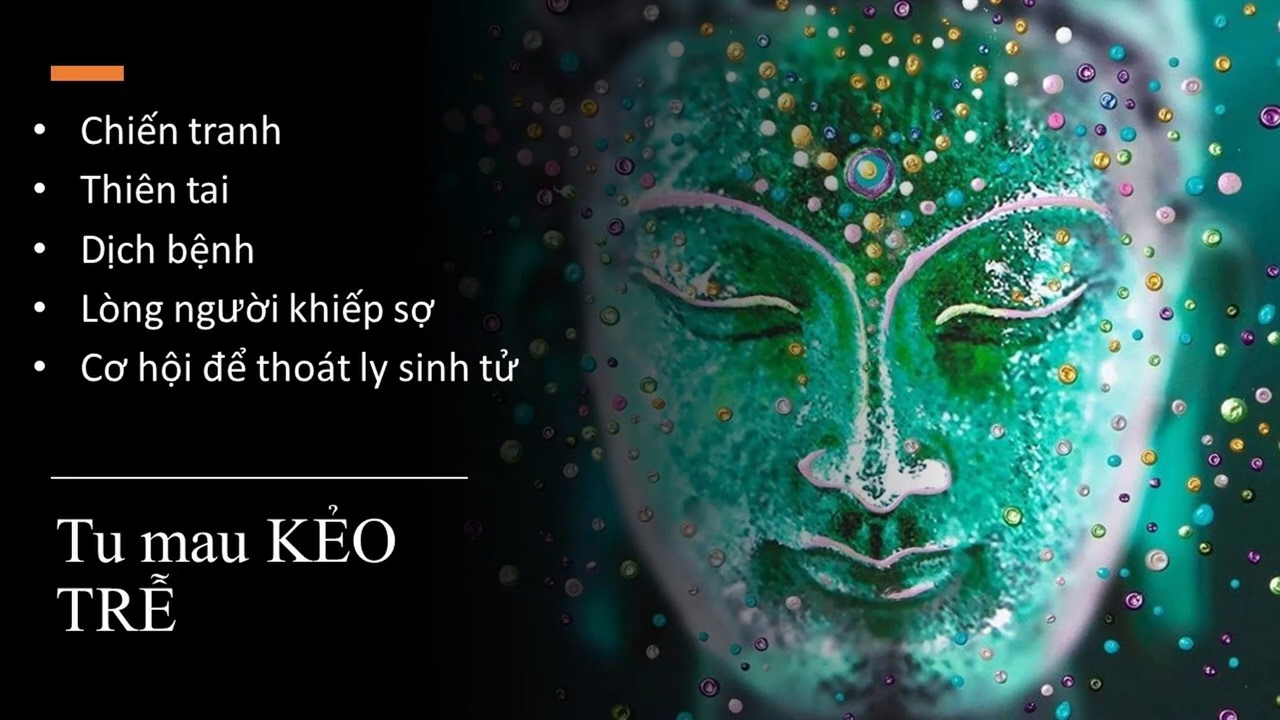 • Chiến tranh
• Thiên tai
• Dịch bệnh
• Lòng người khiếp sợ
• Cơ hội để thoát ly sinh tử
Tu mau KẺO
TRỄ